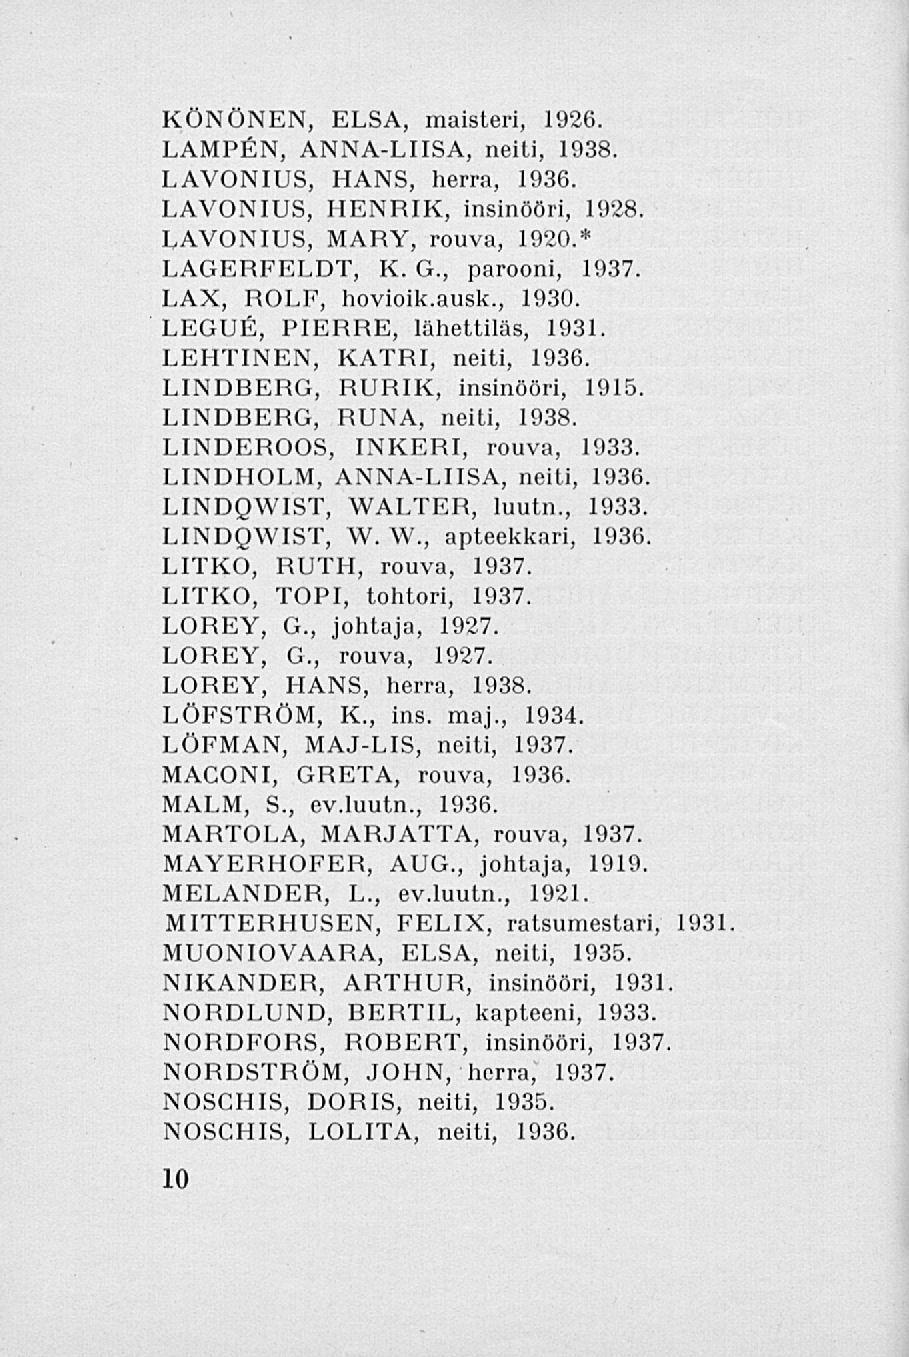 KÖNÖNEN, ELSA, maisteri, 1926.
LAMPÉN, ANNA-LIISA, neiti, 1938.
LAVONIUS, HANS, herra, 1936.
LAVONIUS, HENRIK, insinööri, 1928.
LAVONIUS, MARY, rouva, 1920.*
LAGERFELDT, K. G., parooni, 1937.
LAX, ROLF, hovioik.ausk., 1930.
LEGUÉ, PIERRE, lähettiläs, 1931.
LEHTINEN, KATRI, neiti, 1936.
LINDBERG, RURIK, insinööri, 1915.
LINDBERG, RUNA, neiti, 1938.
LINDEROOS, INKERI, rouva, 1933.
LINDHOLM, ANNA-LIISA, neiti, 1936.
LINDQWIST, WALTER, luutn., 1933.
LINDQWIST, W. W., apteekkari, 1936.
LITKO, RUTH, rouva, 1937.
LITKO, TOPI, tohtori, 1937.
LOREY, G., johtaja, 1927.
LOREY, G., rouva, 1927.
LOREY, HANS, herra, 1938.
LÖFSTRÖM, K., ins. maj., 1934.
LÖFMAN, MAJ-LIS, neiti, 1937.
MACONI, GRETA, rouva, 1936.
MALM, S., ev.luutn., 1936.
MARTOLA, MARJATTA, rouva, 1937.
MAYERHOFER, AUG., johtaja, 1919.
MELANDER, L., ev.luutn., 1921.
MITTERHUSEN, FELIX, ratsumestari, 1931.
MUONIOVAARA, ELSA, neiti, 1935.
NIKANDER, ARTHUR, insinööri, 1931.
NORDLUND, BERTIL, kapteeni, 1933.
NORDFORS, ROBERT, insinööri, 1937.
NORDSTRÖM, JOHN, herra, 1937.
NOSCHIS, DORIS, neiti, 1935.
NOSCHIS, LOLITA, neiti, 1936.
10